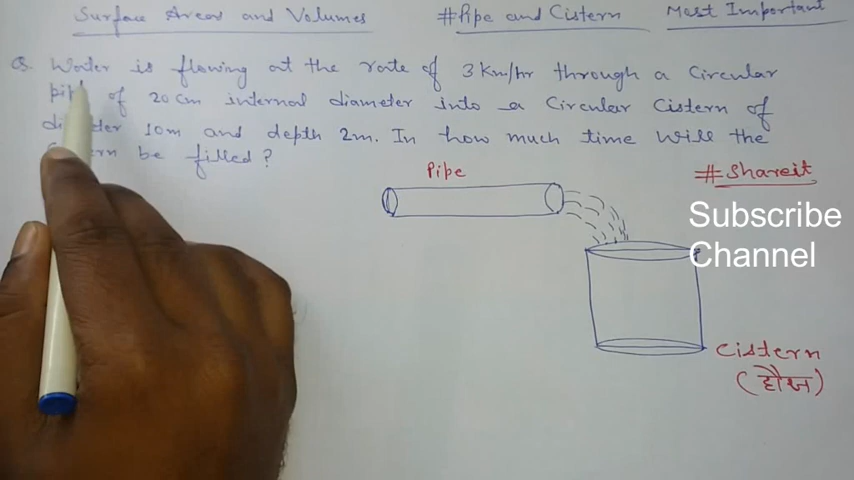 Surface Areas and Volumes #Pipe and Cistern Most Important
Q. Water is flowing at the rate of 3 Km/hr through a Circular
of 20 cm internal diameter into a Circular Cistern of
10m and depth 2m. In how much time will the
be filled?
Pipe
#Shareit
Subscribe
Channel
Cistern
(हौज)